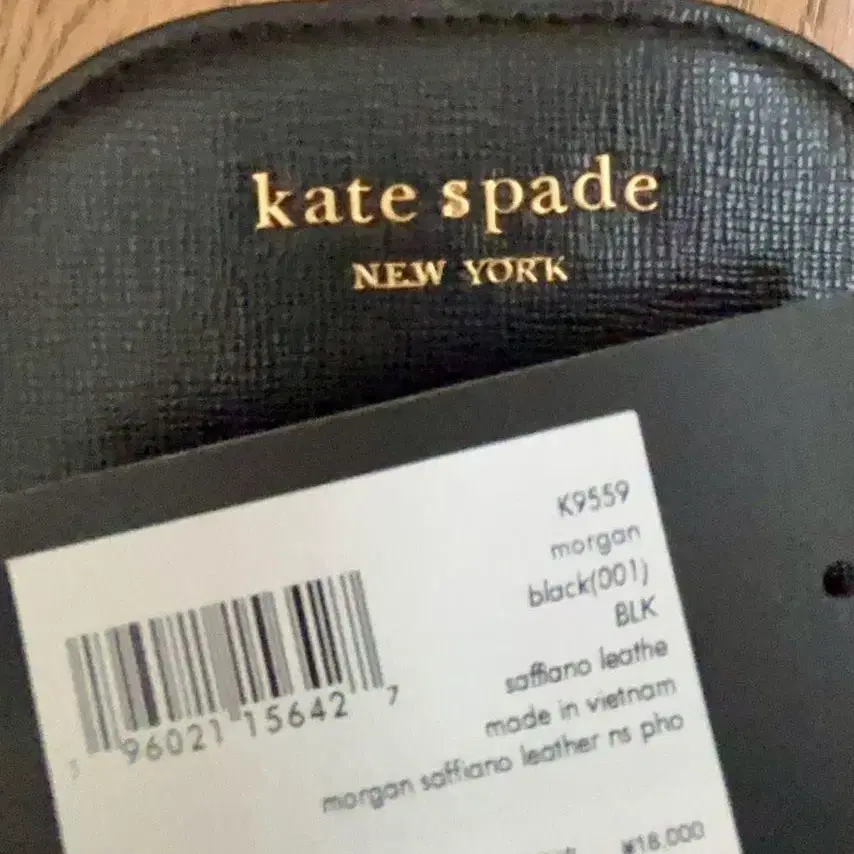 kate spade
NEW YORK
K9559
morgan
black(001)
BLK
saffiano leathe
made in vietnam
morgan saffiano leather ns pho
96021 15642 7
¥18,000